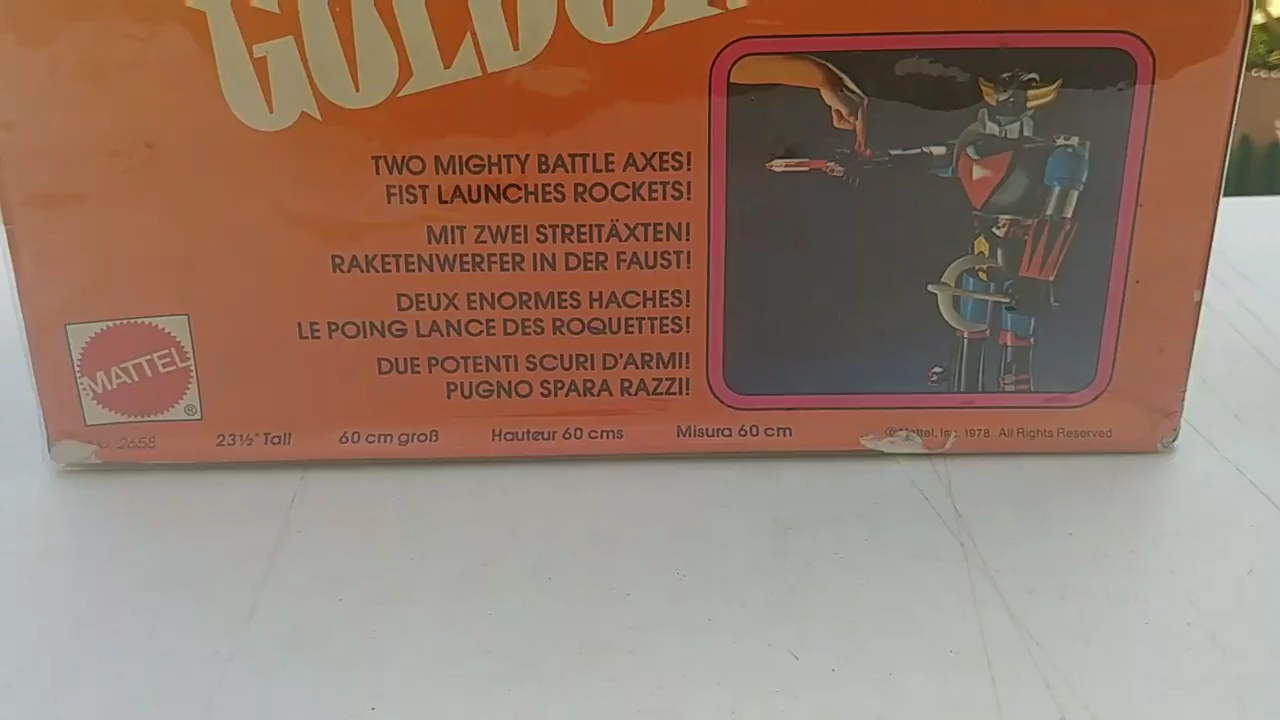 TWO MIGHTY BATTLE AXES!
FIST LAUNCHES ROCKETS!
MIT ZWEI STREITÄXTEN!
RAKETENWERFER IN DER FAUST!
DEUX ENORMES HACHES!
LE POING LANCE DES ROQUETTES!
DUE POTENTI SCURI D'ARMI!
PUGNO SPARA RAZZI!
MATTEL®
2658
23½" Tall
60 cm groß
Hauteur 60 cms
Misura 60 cm
© Mattel, Inc. 1978. All Rights Reserved